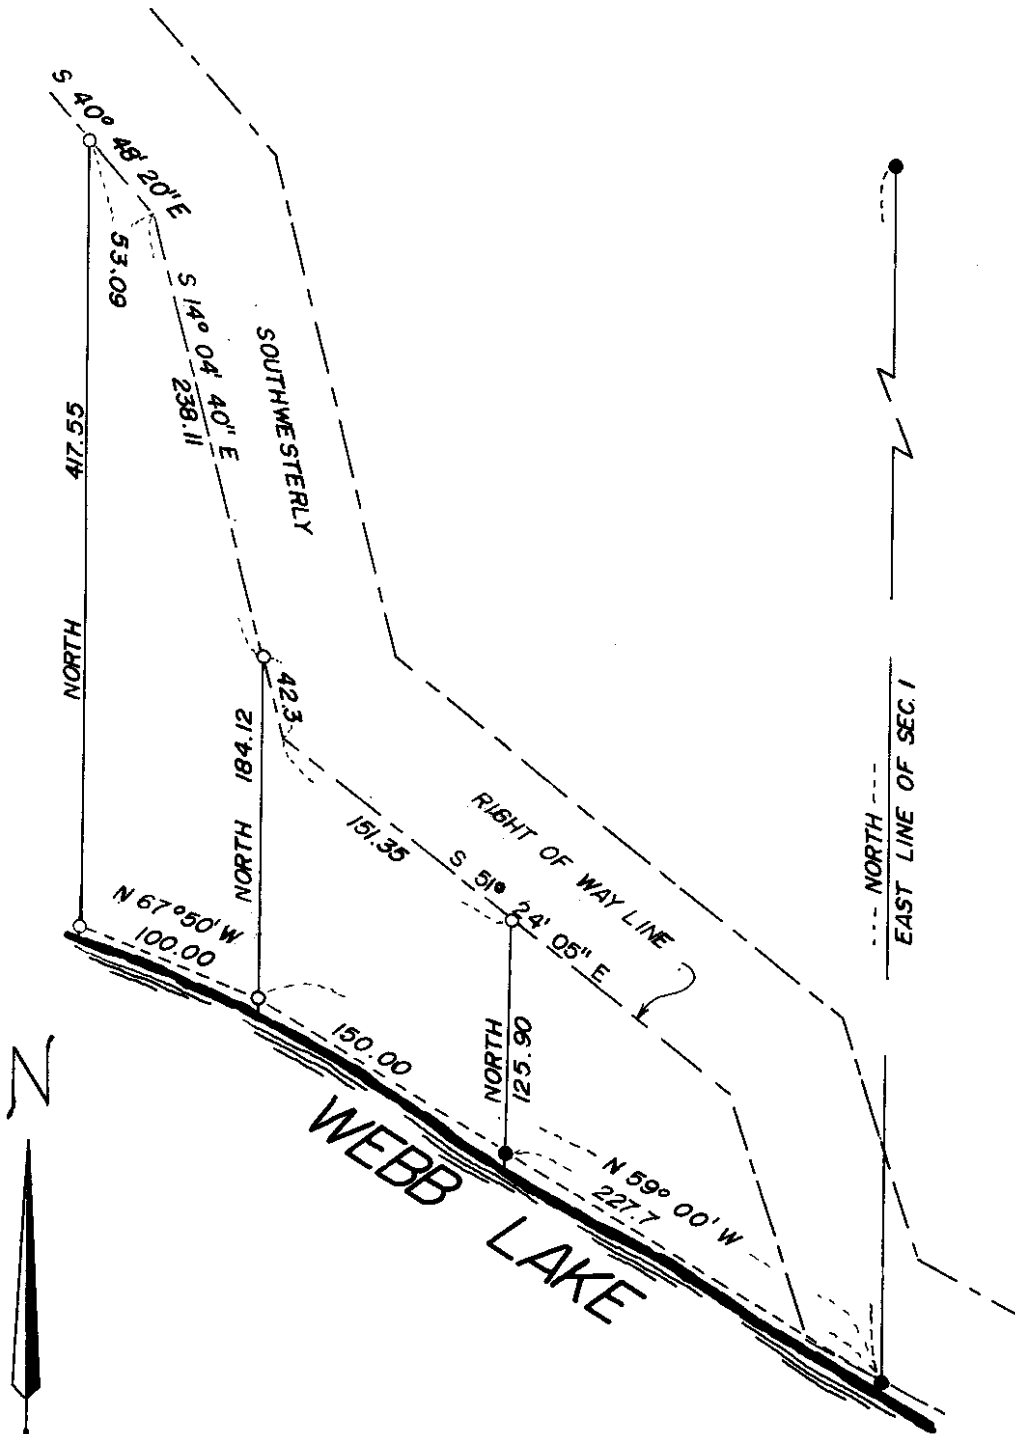 S 40° 48' 20" E
53.09
S 14° 04' 40" E
238.11
SOUTHWESTERLY
417.55
NORTH
42.3
NORTH 184.12
151.35
S 51° 24' 05" E
RIGHT OF WAY LINE
NORTH
EAST LINE OF SEC. 1
N 67°50' W
100.00
150.00
NORTH
125.90
N 59° 00' W
227.7
WEBB LAKE
N